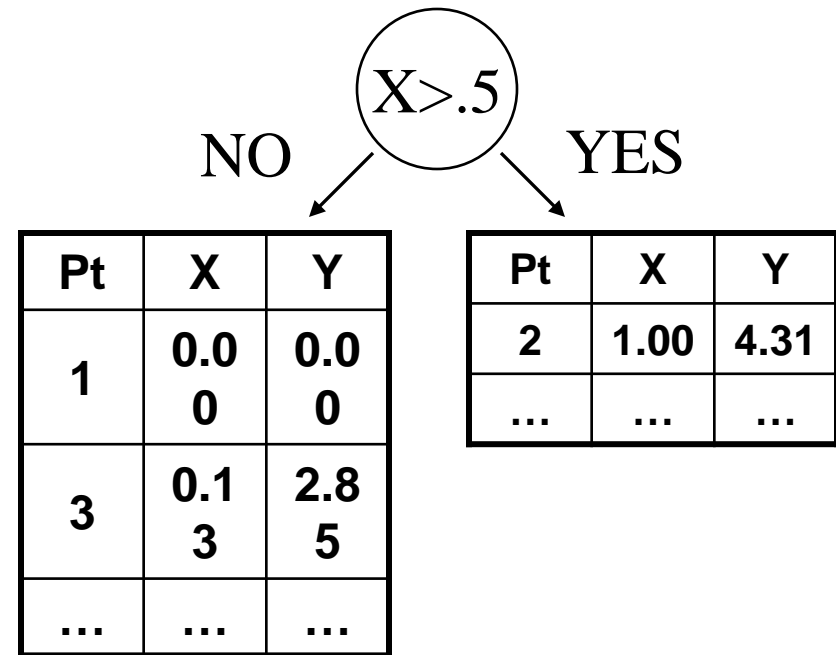 X>.5
NO YES
Pt X Y
1 0.0 0.0
0 0
3 0.1 2.8
3 5
… … …
Pt X Y
2 1.00 4.31
… … …